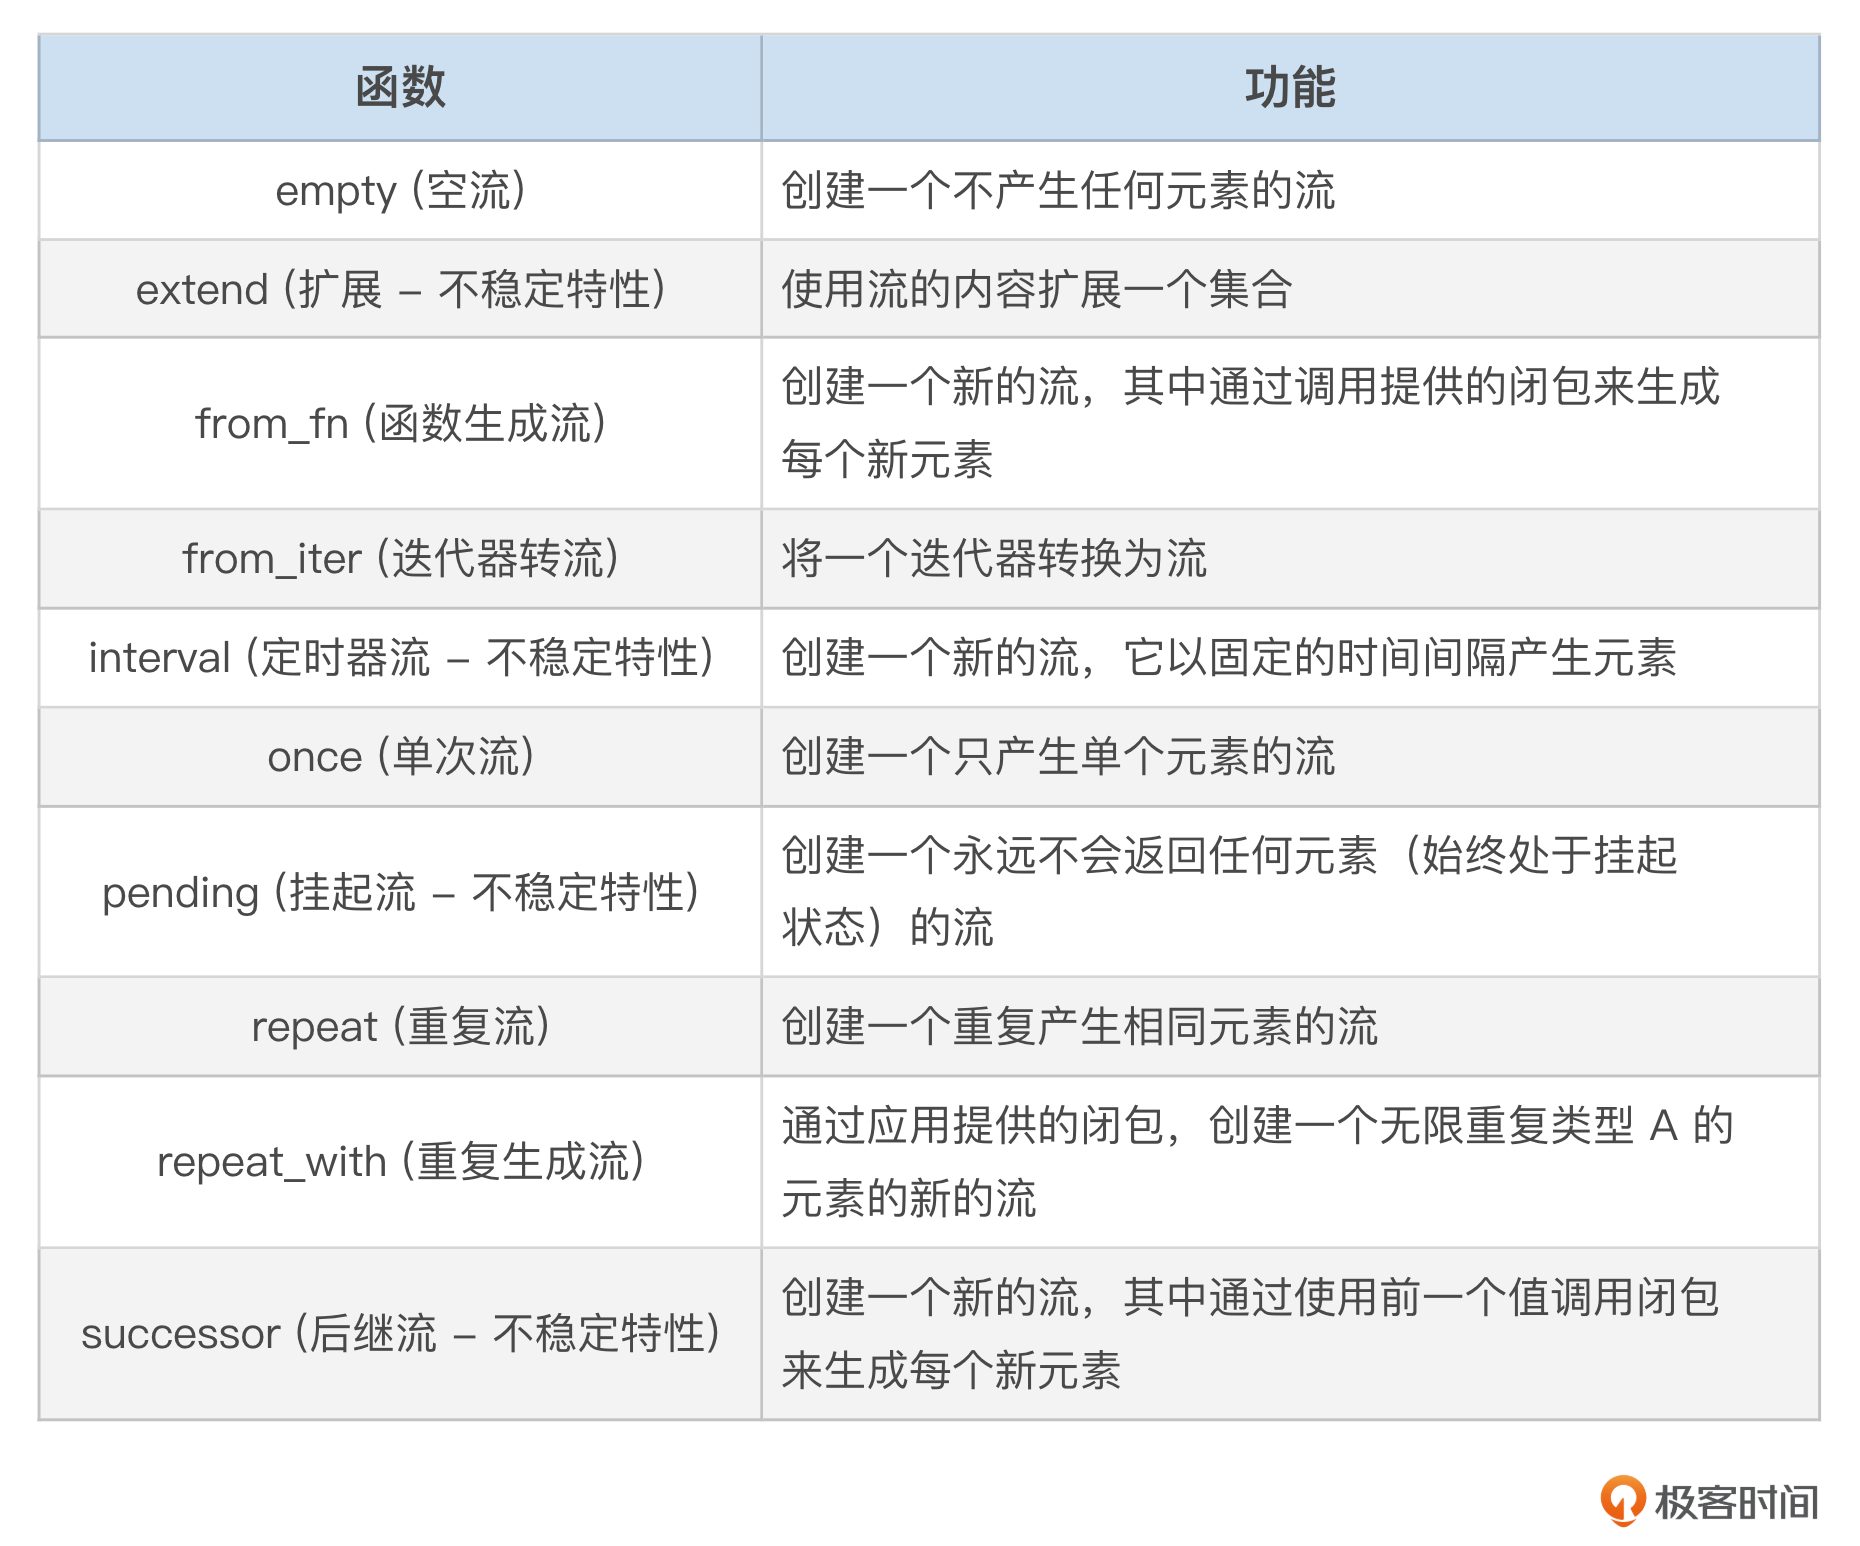 函数
功能
empty (空流)
创建一个不产生任何元素的流
extend (扩展 – 不稳定特性)
使用流的内容扩展一个集合
from_fn (函数生成流)
创建一个新的流，其中通过调用提供的闭包来生成
每个新元素
from_iter (迭代器转流)
将一个迭代器转换为流
interval (定时器流 – 不稳定特性)
创建一个新的流，它以固定的时间间隔产生元素
once (单次流)
创建一个只产生单个元素的流
pending (挂起流 – 不稳定特性)
创建一个永远不会返回任何元素（始终处于挂起
状态）的流
repeat (重复流)
创建一个重复产生相同元素的流
repeat_with (重复生成流)
通过应用提供的闭包，创建一个无限重复类型 A 的
元素的新的流
successor (后继流 – 不稳定特性)
创建一个新的流，其中通过使用前一个值调用闭包
来生成每个新元素
极客时间